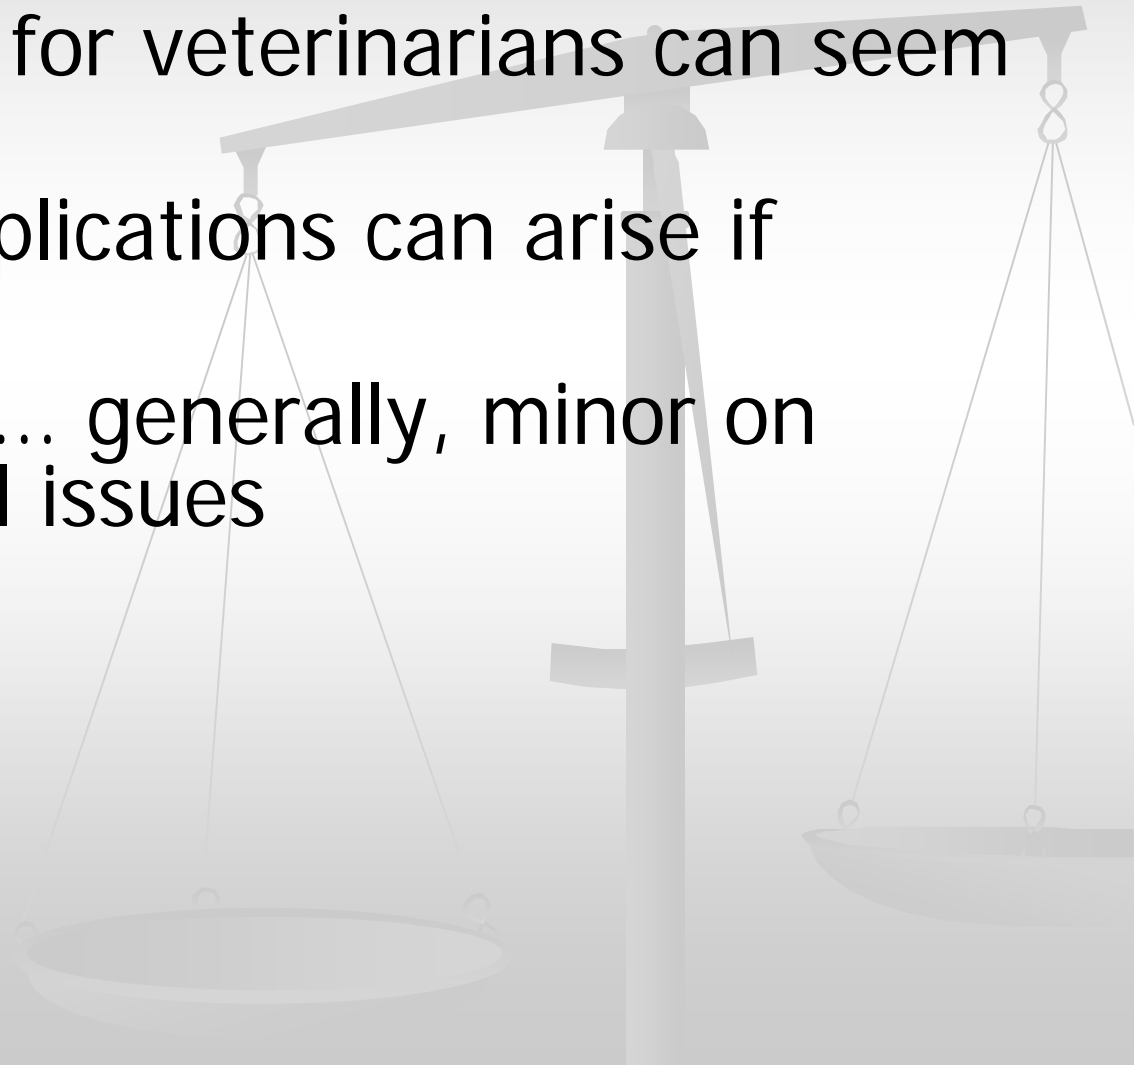 for veterinarians can seem
plications can arise if
... generally, minor on
issues